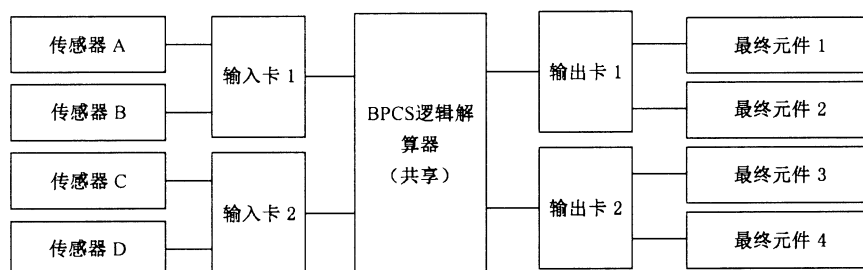 传感器 A
传感器 B
传感器 C
传感器 D
输入卡 1
输入卡 2
BPCS逻辑解
算器
（共享）
输出卡 1
输出卡 2
最终元件 1
最终元件 2
最终元件 3
最终元件 4